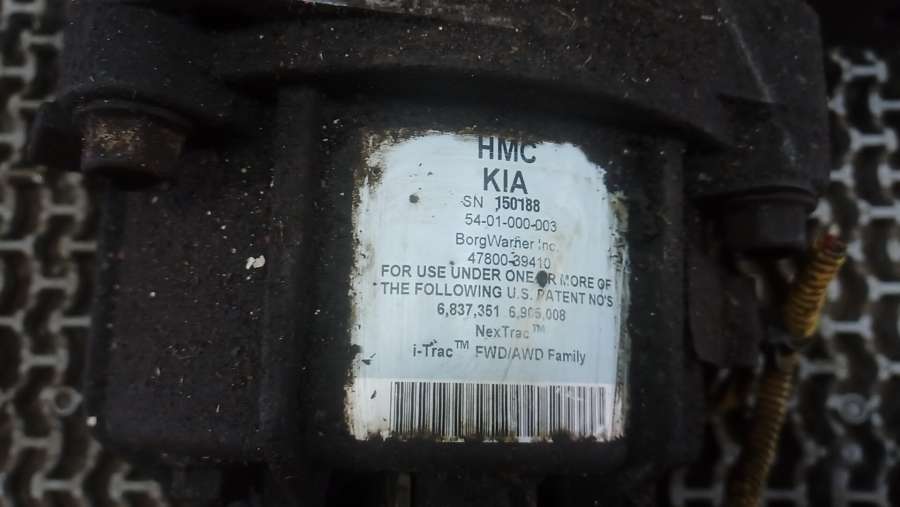 HMC
KIA
SN 150188
54-01-000-003
BorgWarner Inc.
47800-39410
FOR USE UNDER ONE OR MORE OF
THE FOLLOWING U.S. PATENT NO'S
6,837,351 6,905,008
NexTrac™
i-Trac™ FWD/AWD Family